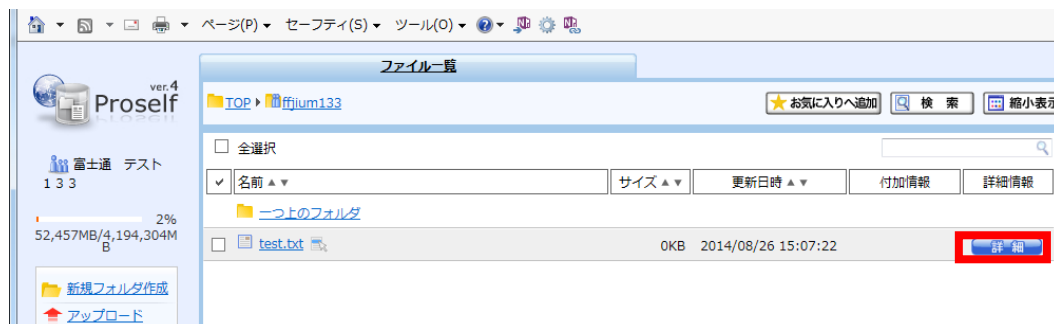 ページ(P) セーフティ(S) ツール(O)
ファイル一覧
ver.4
Proself
TOP ffjium133
お気に入りへ追加 検 索 縮小表示
富士通 テスト
133
全選択
名前 ▲▼ サイズ ▲▼ 更新日時 ▲▼ 付加情報 詳細情報
2%
52,457MB/4,194,304M
B
一つ上のフォルダ
test.txt 0KB 2014/08/26 15:07:22 詳 細
新規フォルダ作成
アップロード